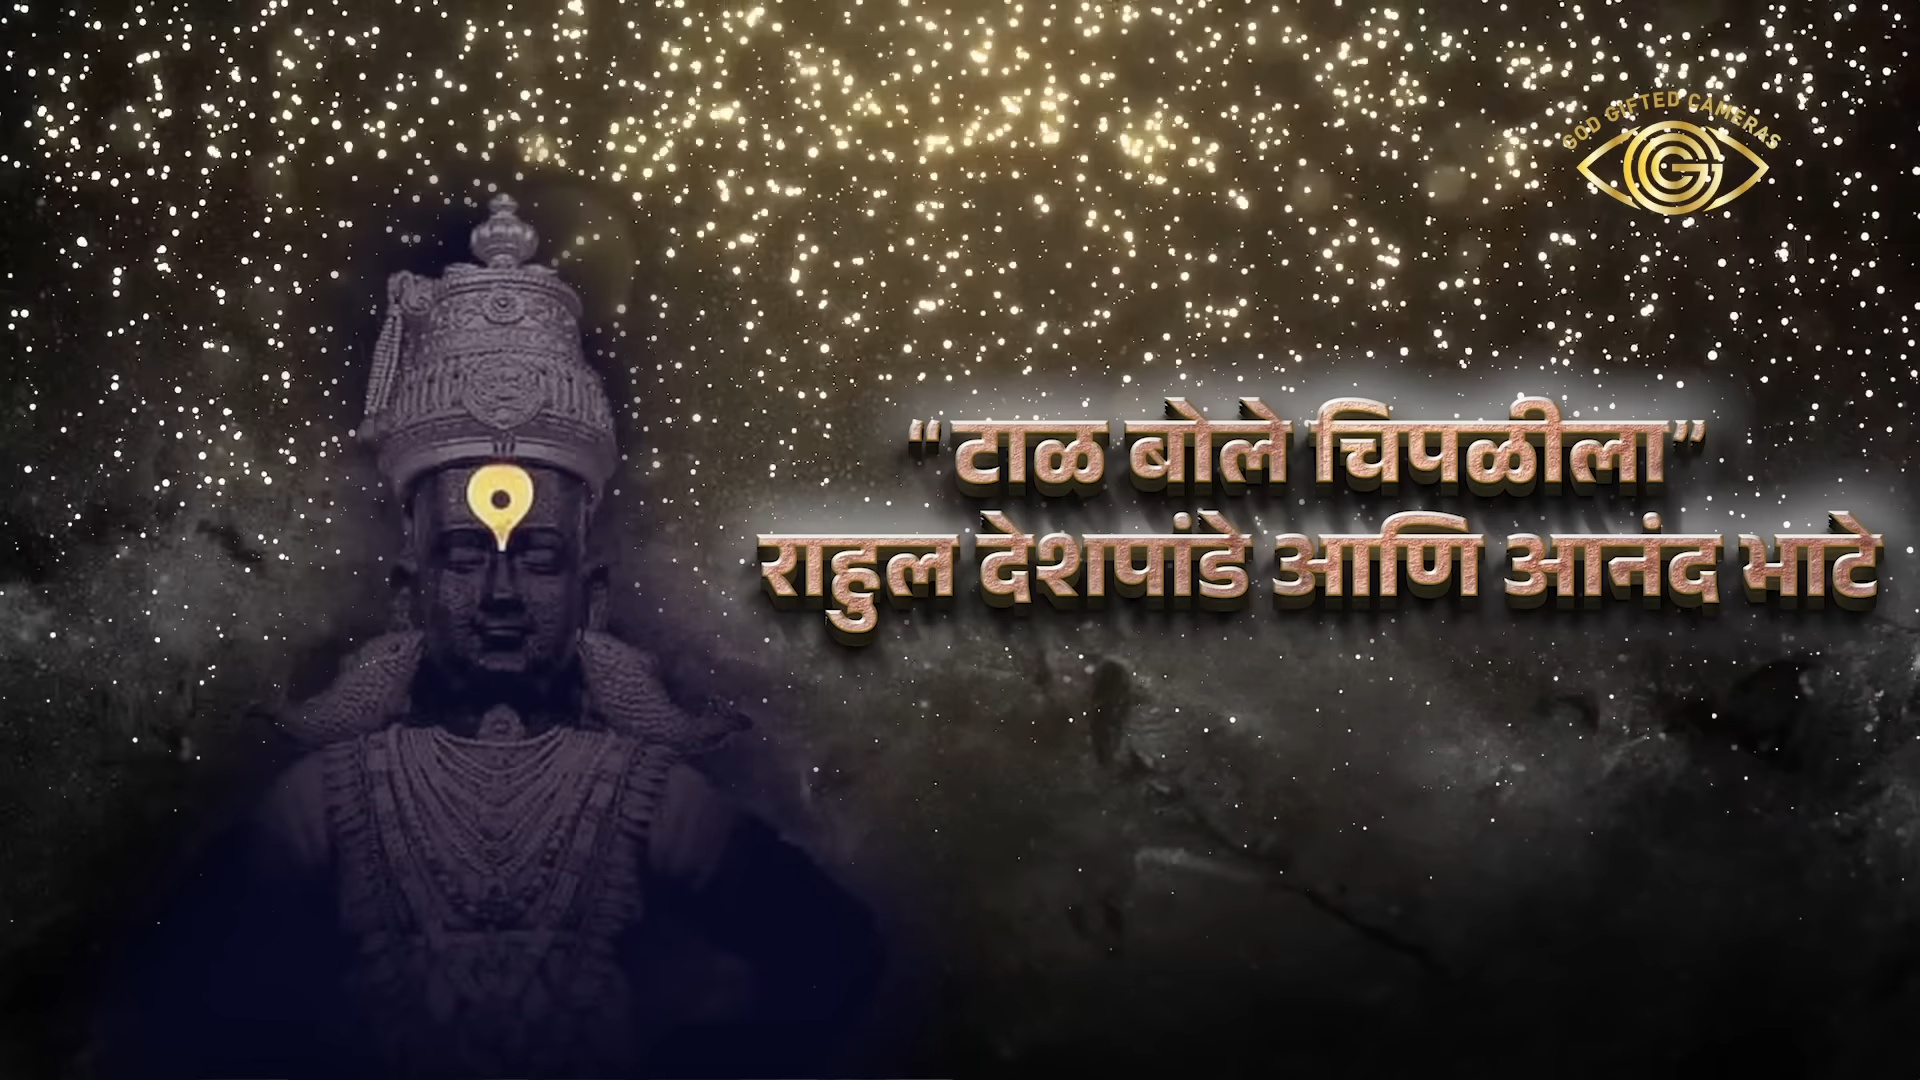 GOD GIFTED CAMERAS
“टाळ बोले चिपळीला”
राहुल देशपांडे आणि आनंद भाटे